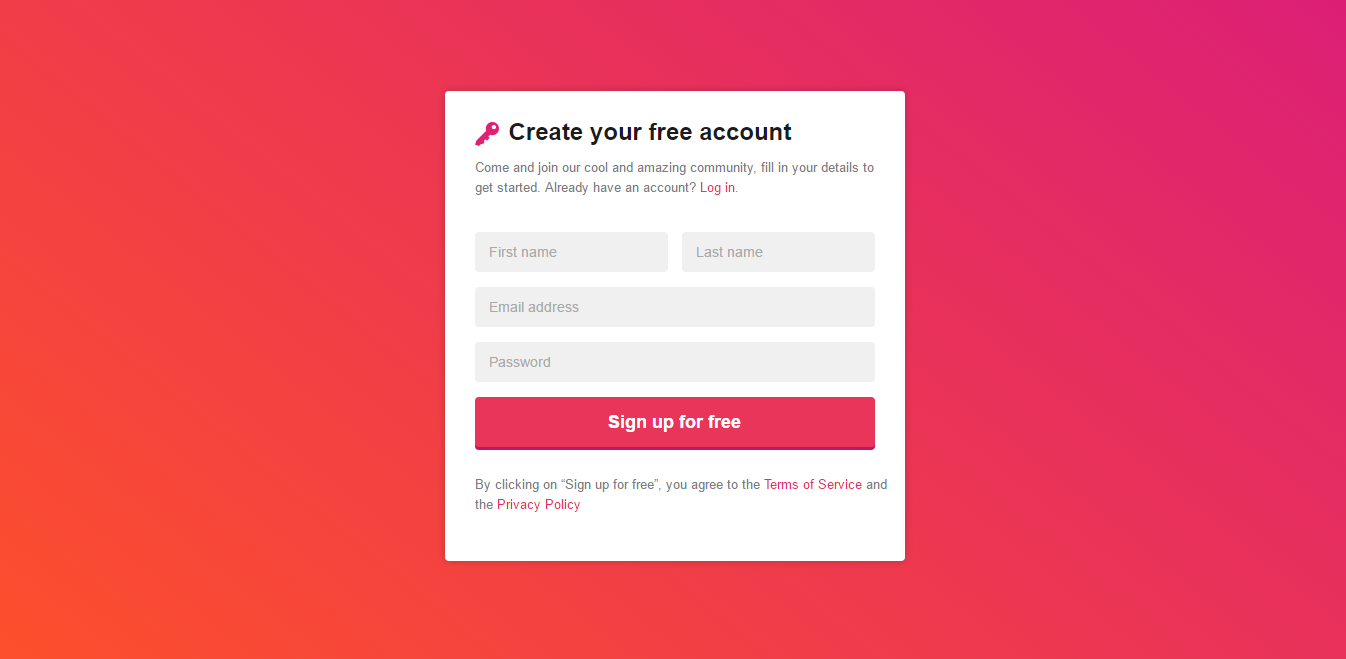 Create your free account
Come and join our cool and amazing community, fill in your details to
get started. Already have an account? Log in.
First name
Last name
Email address
Password
Sign up for free
By clicking on “Sign up for free”, you agree to the Terms of Service and
the Privacy Policy